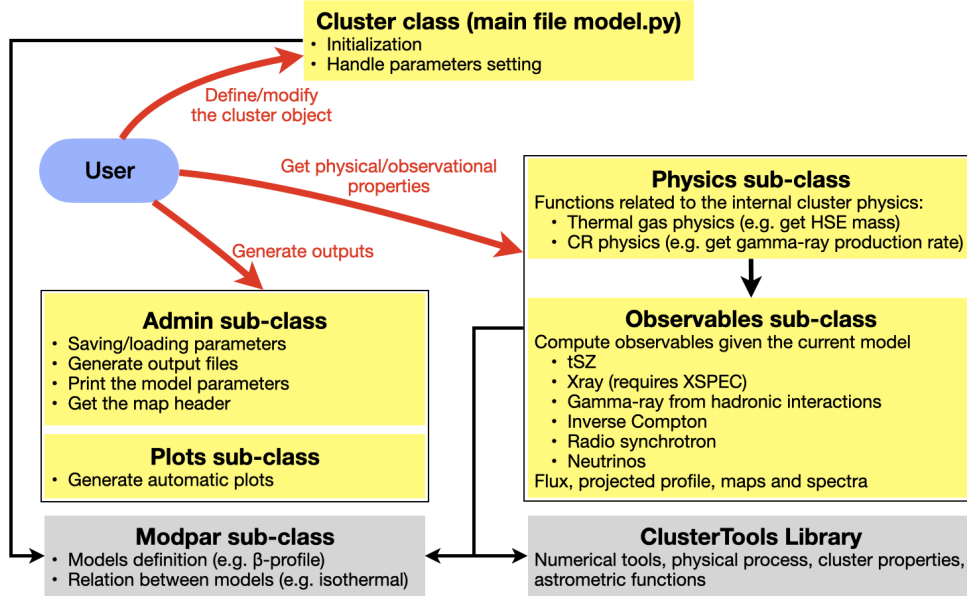 Cluster class (main file model.py)
• Initialization
• Handle parameters setting
Define/modify
the cluster object
User
Get physical/observational
properties
Generate outputs
Physics sub-class
Functions related to the internal cluster physics:
• Thermal gas physics (e.g. get HSE mass)
• CR physics (e.g. get gamma-ray production rate)
Admin sub-class
• Saving/loading parameters
• Generate output files
• Print the model parameters
• Get the map header
Plots sub-class
• Generate automatic plots
Observables sub-class
Compute observables given the current model
• tSZ
• Xray (requires XSPEC)
• Gamma-ray from hadronic interactions
• Inverse Compton
• Radio synchrotron
• Neutrinos
Flux, projected profile, maps and spectra
Modpar sub-class
• Models definition (e.g. β-profile)
• Relation between models (e.g. isothermal)
ClusterTools Library
Numerical tools, physical process, cluster properties,
astrometric functions